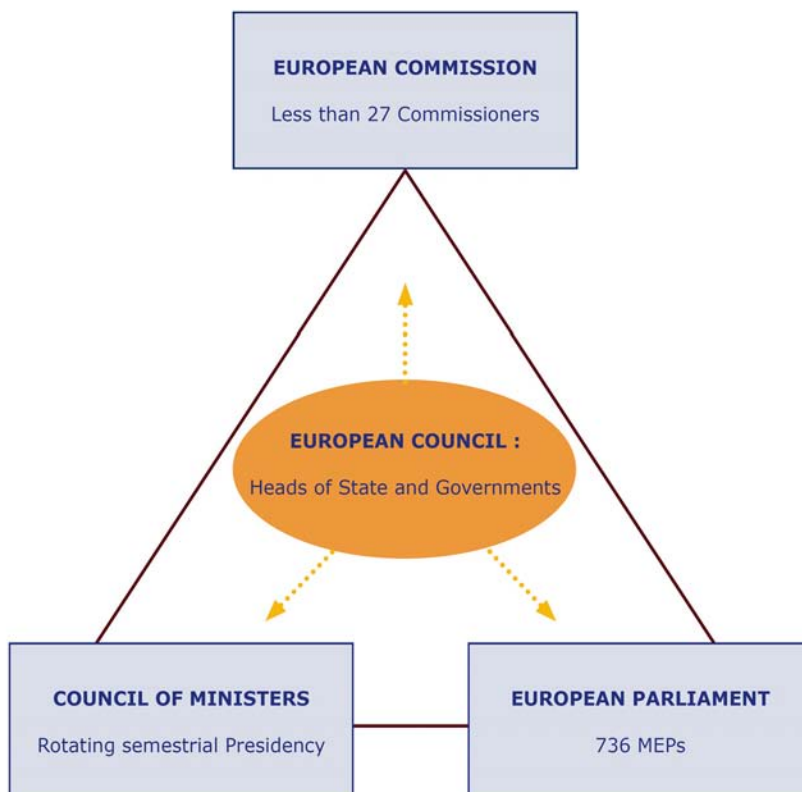 EUROPEAN COMMISSION
Less than 27 Commissioners
EUROPEAN COUNCIL :
Heads of State and Governments
COUNCIL OF MINISTERS
Rotating semestrial Presidency
EUROPEAN PARLIAMENT
736 MEPs